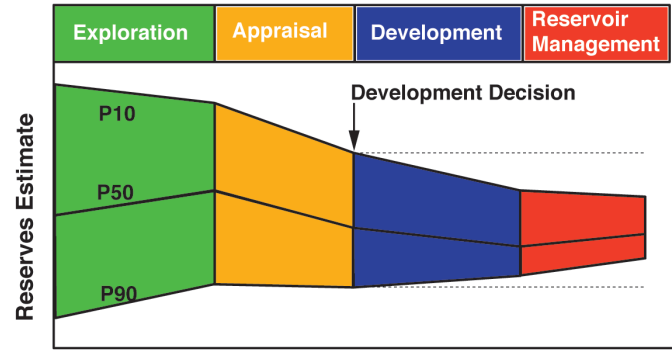 Exploration
Appraisal
Development
Reservoir
Management
Development Decision
P10
P50
P90
Reserves Estimate